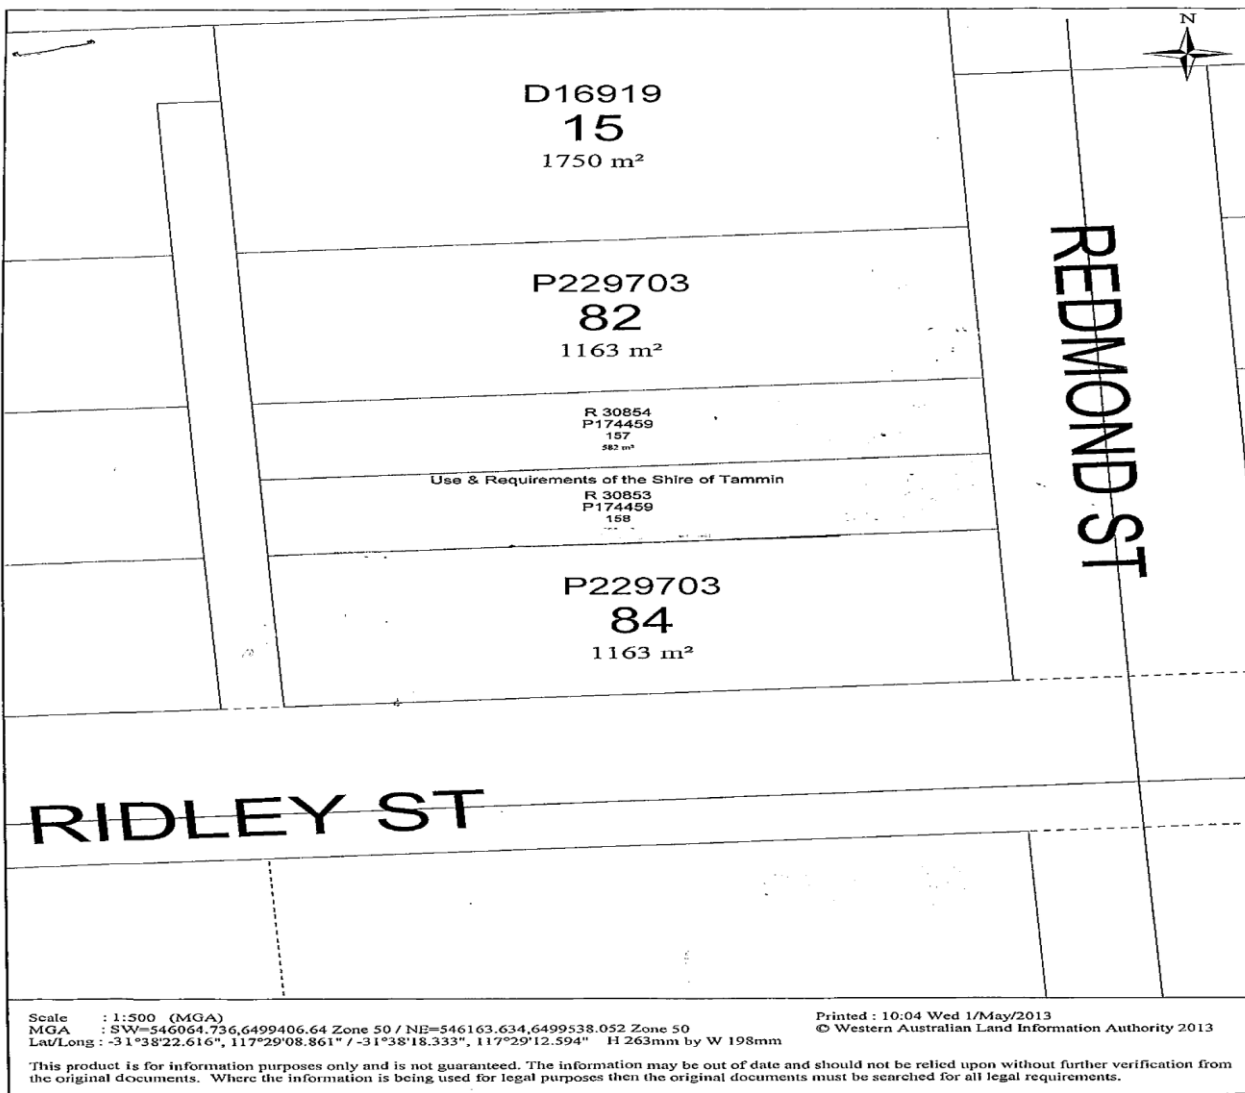 N
D16919
15
1750 m²
P229703
82
1163 m²
REDMOND ST
R 30854
P174459
157
582 m²
Use & Requirements of the Shire of Tammin
R 30853
P174459
158
P229703
84
1163 m²
RIDLEY ST
Scale : 1:500 (MGA)
MGA : SW=546064.736,6499406.64 Zone 50 / NE=546163.634,6499538.052 Zone 50
Lat/Long : -31°38'22.616", 117°29'08.861" / -31°38'18.333", 117°29'12.594" H 263mm by W 198mm
Printed : 10:04 Wed 1/May/2013
© Western Australian Land Information Authority 2013
This product is for information purposes only and is not guaranteed. The information may be out of date and should not be relied upon without further verification from
the original documents. Where the information is being used for legal purposes then the original documents must be searched for all legal requirements.